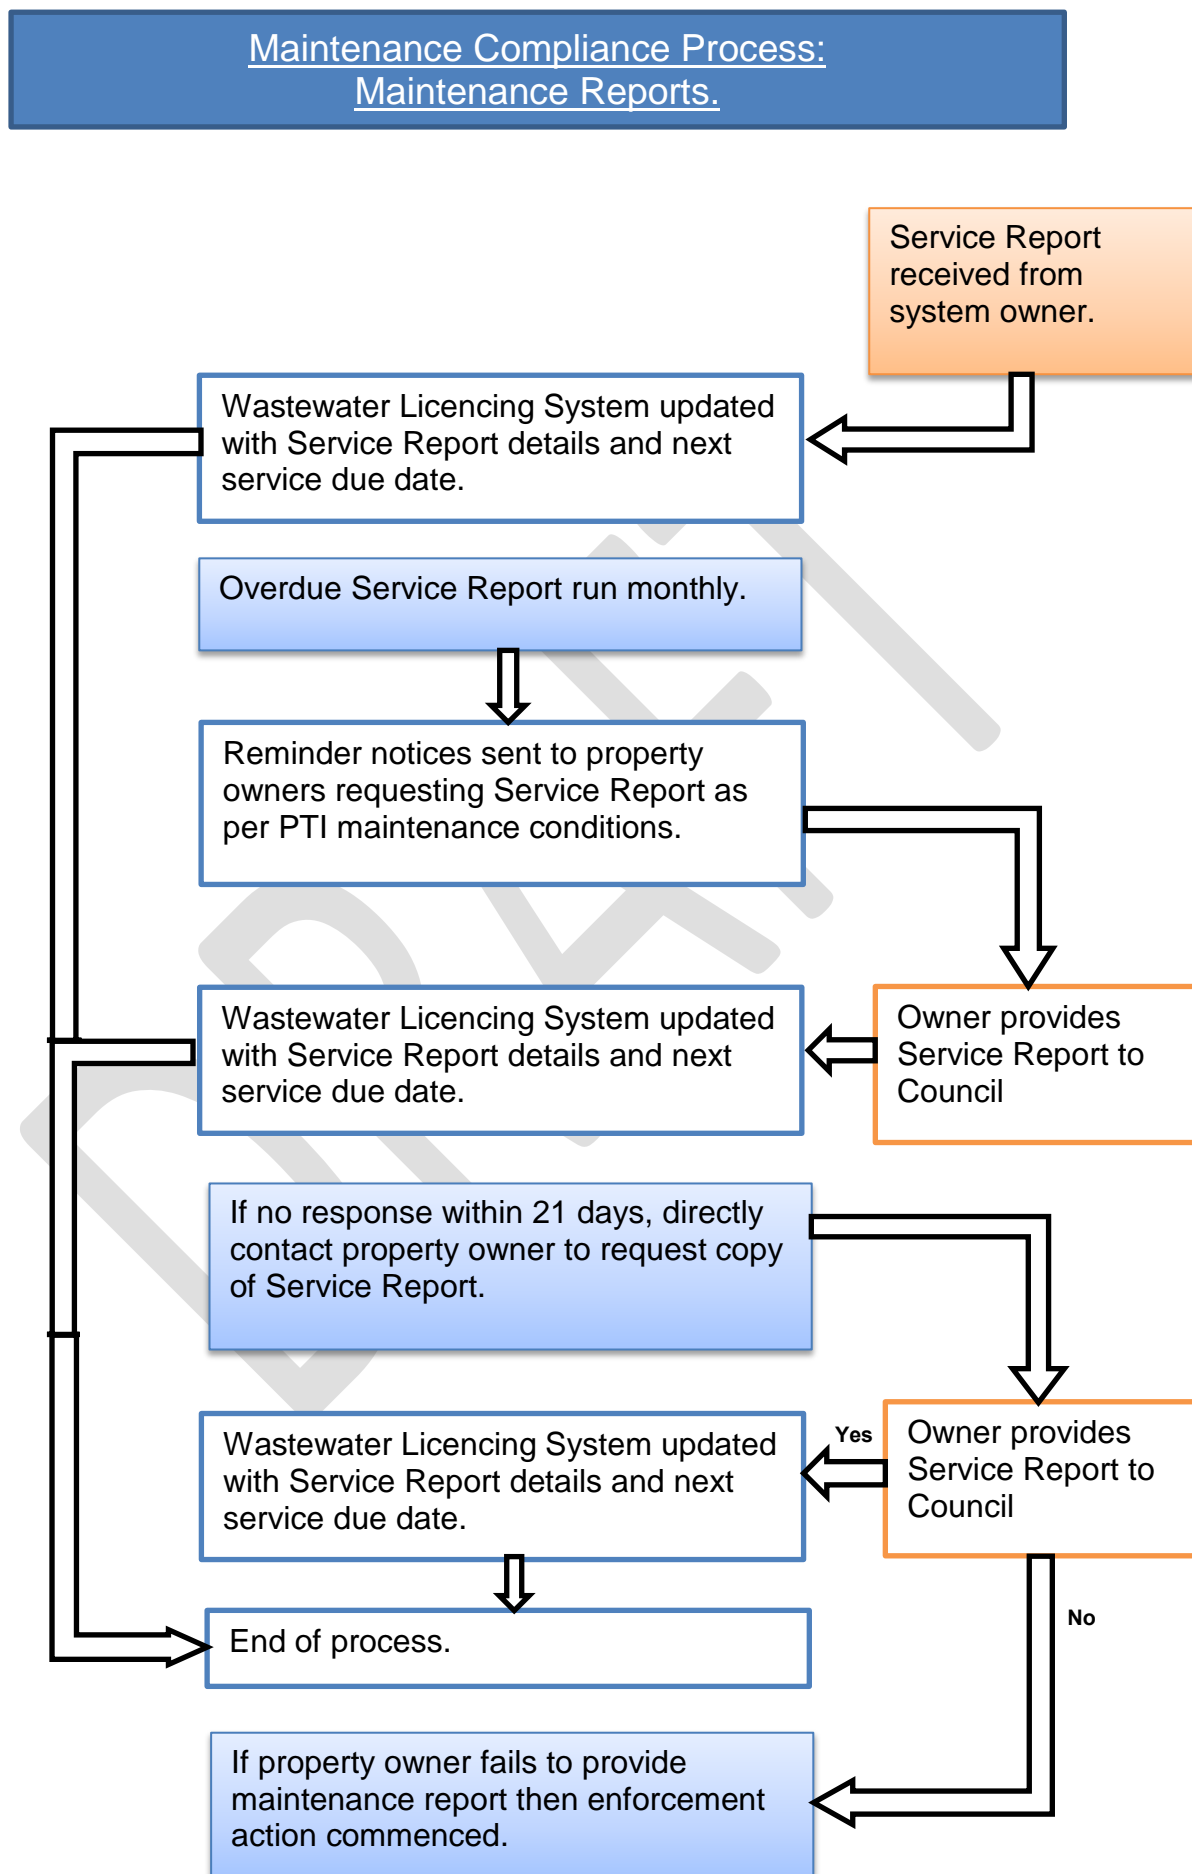 Maintenance Compliance Process:
Maintenance Reports.
Service Report
received from
system owner.
Wastewater Licencing System updated
with Service Report details and next
service due date.
Overdue Service Report run monthly.
Reminder notices sent to property
owners requesting Service Report as
per PTI maintenance conditions.
Wastewater Licencing System updated
with Service Report details and next
service due date.
Owner provides
Service Report to
Council
If no response within 21 days, directly
contact property owner to request copy
of Service Report.
Wastewater Licencing System updated
with Service Report details and next
service due date.
Yes
Owner provides
Service Report to
Council
No
End of process.
If property owner fails to provide
maintenance report then enforcement
action commenced.
DRAFT